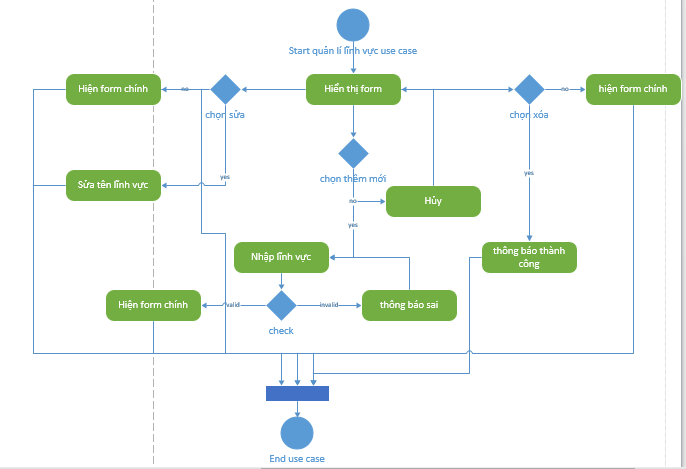 Start quản lí lĩnh vực use case
Hiện form chính
no
Hiển thị form
no
hiện form chính
chọn sửa
chọn xóa
chọn thêm mới
yes
yes
Sửa tên lĩnh vực
no
Hủy
yes
Nhập lĩnh vực
thông báo thành
công
Hiện form chính
valid
invalid
thông báo sai
check
End use case